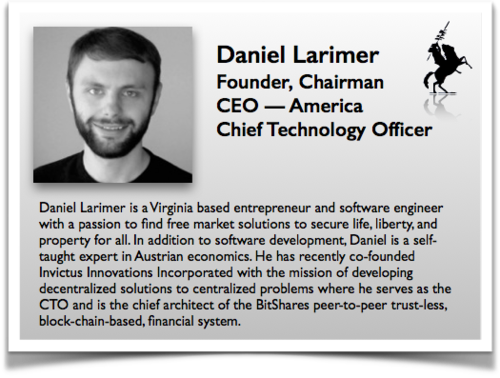 Daniel Larimer
Founder, Chairman
CEO — America
Chief Technology Officer
Daniel Larimer is a Virginia based entrepreneur and software engineer
with a passion to find free market solutions to secure life, liberty, and
property for all. In addition to software development, Daniel is a self-
taught expert in Austrian economics. He has recently co-founded
Invictus Innovations Incorporated with the mission of developing
decentralized solutions to centralized problems where he serves as the
CTO and is the chief architect of the BitShares peer-to-peer trust-less,
block-chain-based, financial system.